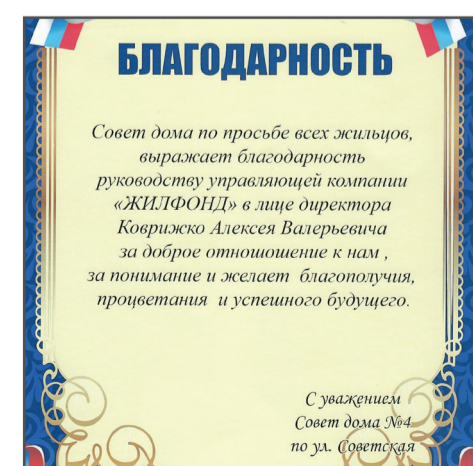 БЛАГОДАРНОСТЬ
Совет дома по просьбе всех жильцов,
выражает благодарность
руководству управляющей компании
«ЖИЛФОНД» в лице директора
Коврижко Алексея Валерьевича
за доброе отношошение к нам ,
за понимание и желает благополучия,
процветания и успешного будущего.
С уважением
Совет дома №4
по ул. Советская